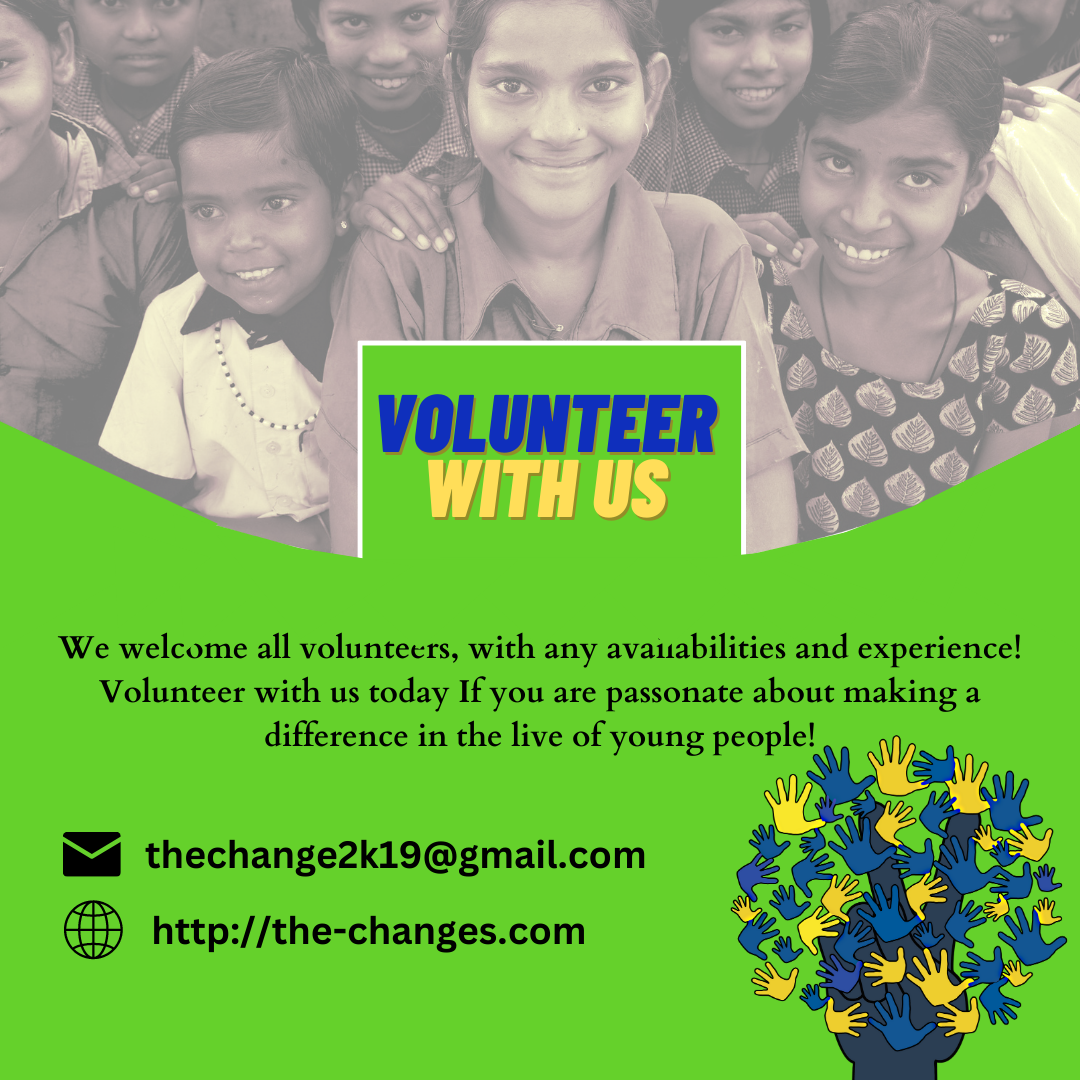 VOLUNTEER
WITH US
We welcome all volunteers, with any availabilities and experience!
Volunteer with us today If you are passonate about making a
difference in the live of young people!
thechange2k19@gmail.com
http://the-changes.com